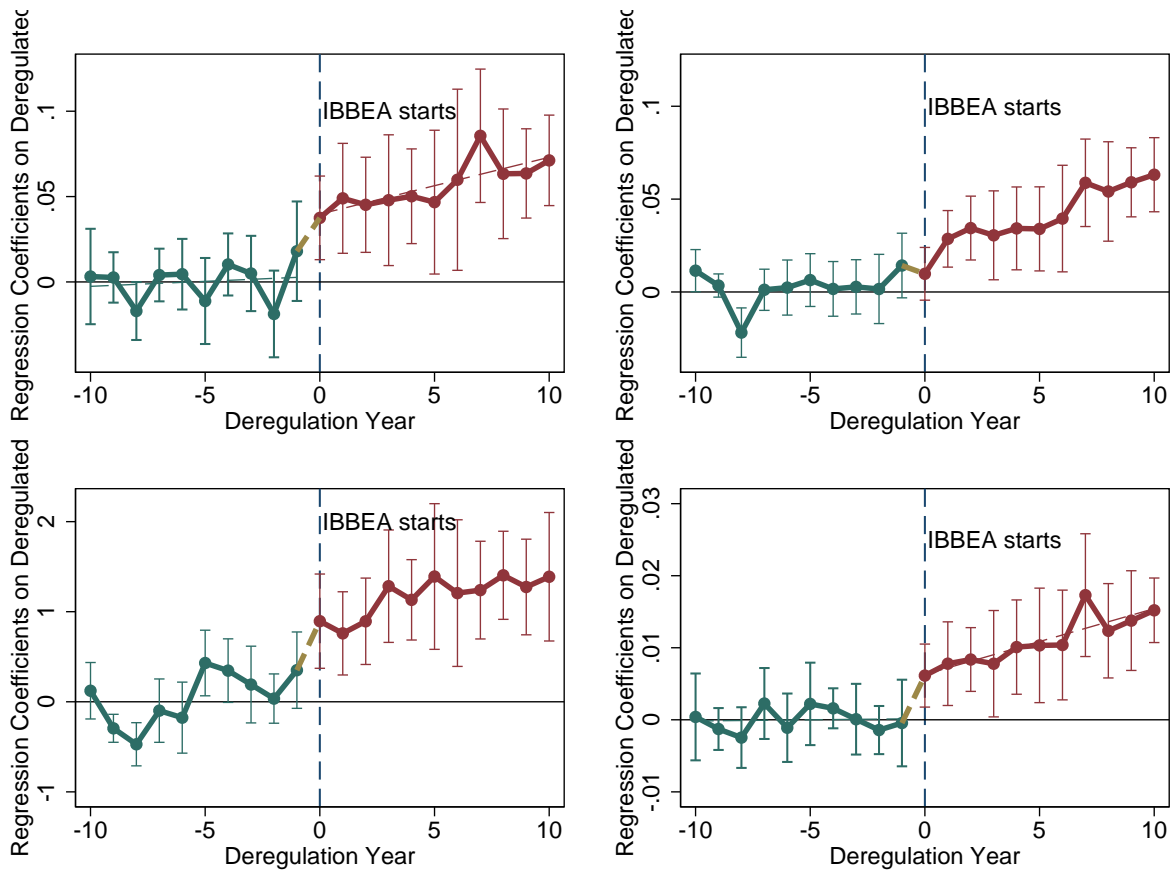 Regression Coefficients on Deregulated
.1
.05
0
IBBEA starts
-10 -5 0 5 10
Deregulation Year
Regression Coefficients on Deregulated
.1
.05
0
IBBEA starts
-10 -5 0 5 10
Deregulation Year
Regression Coefficients on Deregulated
2
1
0
-1
IBBEA starts
-10 -5 0 5 10
Deregulation Year
Regression Coefficients on Deregulated
.03
.02
.01
0
-.01
IBBEA starts
-10 -5 0 5 10
Deregulation Year